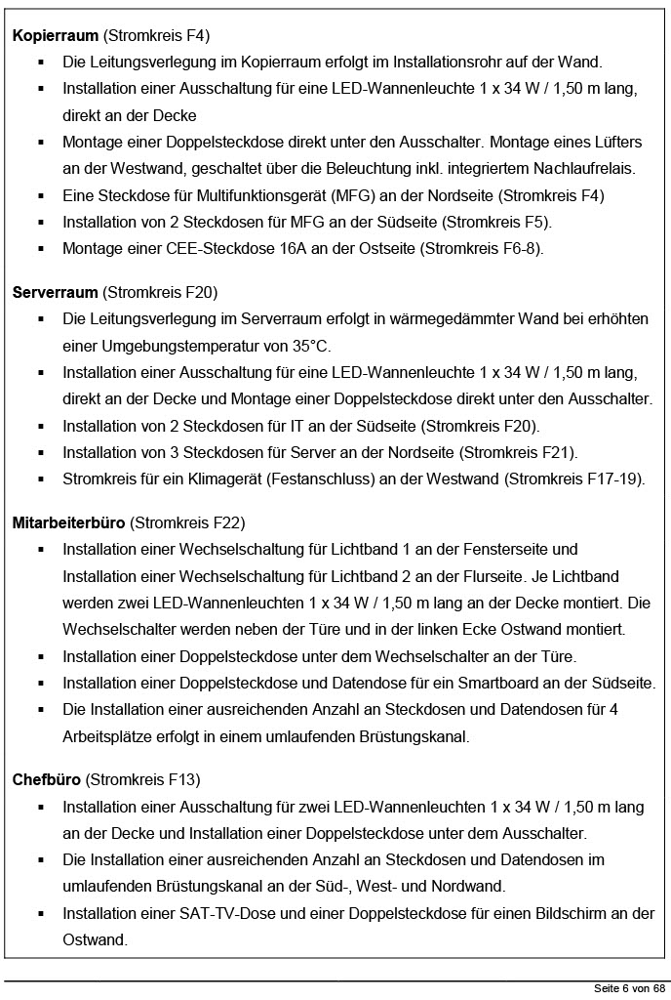 Kopierraum (Stromkreis F4)
▪ Die Leitungsverlegung im Kopierraum erfolgt im Installationsrohr auf der Wand.
▪ Installation einer Ausschaltung für eine LED-Wannenleuchte 1 x 34 W / 1,50 m lang,
direkt an der Decke
▪ Montage einer Doppelsteckdose direkt unter den Ausschalter. Montage eines Lüfters
an der Westwand, geschaltet über die Beleuchtung inkl. integriertem Nachlaufrelais.
▪ Eine Steckdose für Multifunktionsgerät (MFG) an der Nordseite (Stromkreis F4)
▪ Installation von 2 Steckdosen für MFG an der Südseite (Stromkreis F5).
▪ Montage einer CEE-Steckdose 16A an der Ostseite (Stromkreis F6-8).
Serverraum (Stromkreis F20)
▪ Die Leitungsverlegung im Serverraum erfolgt in wärmegedämmter Wand bei erhöhten
einer Umgebungstemperatur von 35°C.
▪ Installation einer Ausschaltung für eine LED-Wannenleuchte 1 x 34 W / 1,50 m lang,
direkt an der Decke und Montage einer Doppelsteckdose direkt unter den Ausschalter.
▪ Installation von 2 Steckdosen für IT an der Südseite (Stromkreis F20).
▪ Installation von 3 Steckdosen für Server an der Nordseite (Stromkreis F21).
▪ Stromkreis für ein Klimagerät (Festanschluss) an der Westwand (Stromkreis F17-19).
Mitarbeiterbüro (Stromkreis F22)
▪ Installation einer Wechselschaltung für Lichtband 1 an der Fensterseite und
Installation einer Wechselschaltung für Lichtband 2 an der Flurseite. Je Lichtband
werden zwei LED-Wannenleuchten 1 x 34 W / 1,50 m lang an der Decke montiert. Die
Wechselschalter werden neben der Türe und in der linken Ecke Ostwand montiert.
▪ Installation einer Doppelsteckdose unter dem Wechselschalter an der Türe.
▪ Installation einer Doppelsteckdose und Datendose für ein Smartboard an der Südseite.
▪ Die Installation einer ausreichenden Anzahl an Steckdosen und Datendosen für 4
Arbeitsplätze erfolgt in einem umlaufenden Brüstungskanal.
Chefbüro (Stromkreis F13)
▪ Installation einer Ausschaltung für zwei LED-Wannenleuchten 1 x 34 W / 1,50 m lang
an der Decke und Installation einer Doppelsteckdose unter dem Ausschalter.
▪ Die Installation einer ausreichenden Anzahl an Steckdosen und Datendosen im
umlaufenden Brüstungskanal an der Süd-, West- und Nordwand.
▪ Installation einer SAT-TV-Dose und einer Doppelsteckdose für einen Bildschirm an der
Ostwand.
Seite 6 von 68